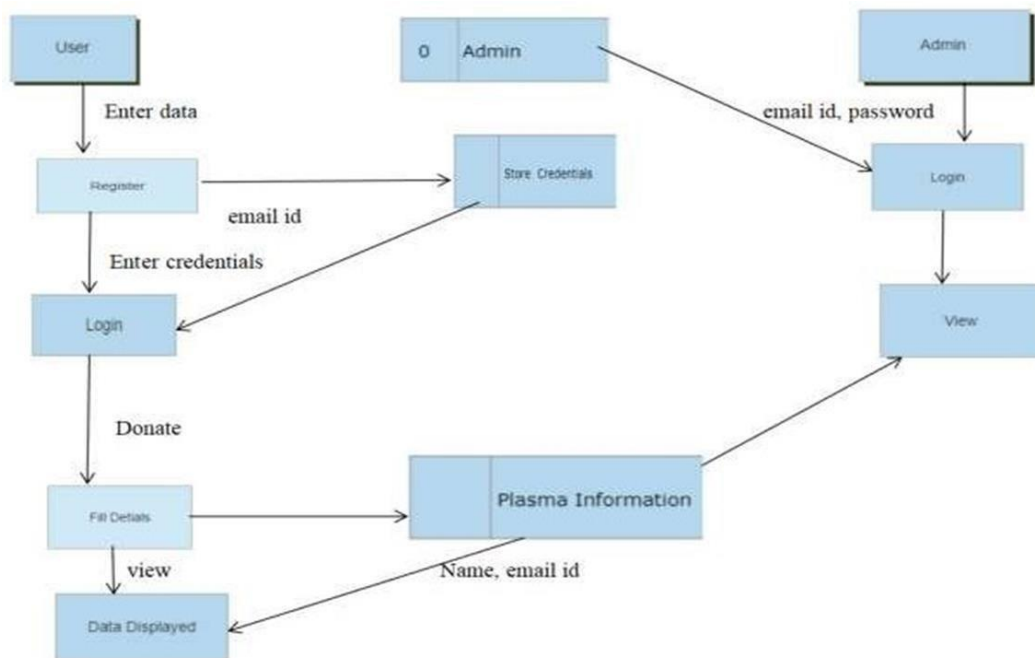 User
0 Admin
Admin
Enter data
email id, password
Register
Store Credentials
Login
email id
Enter credentials
Login
View
Donate
Plasma Information
Fill Detials
view
Name, email id
Data Displayed